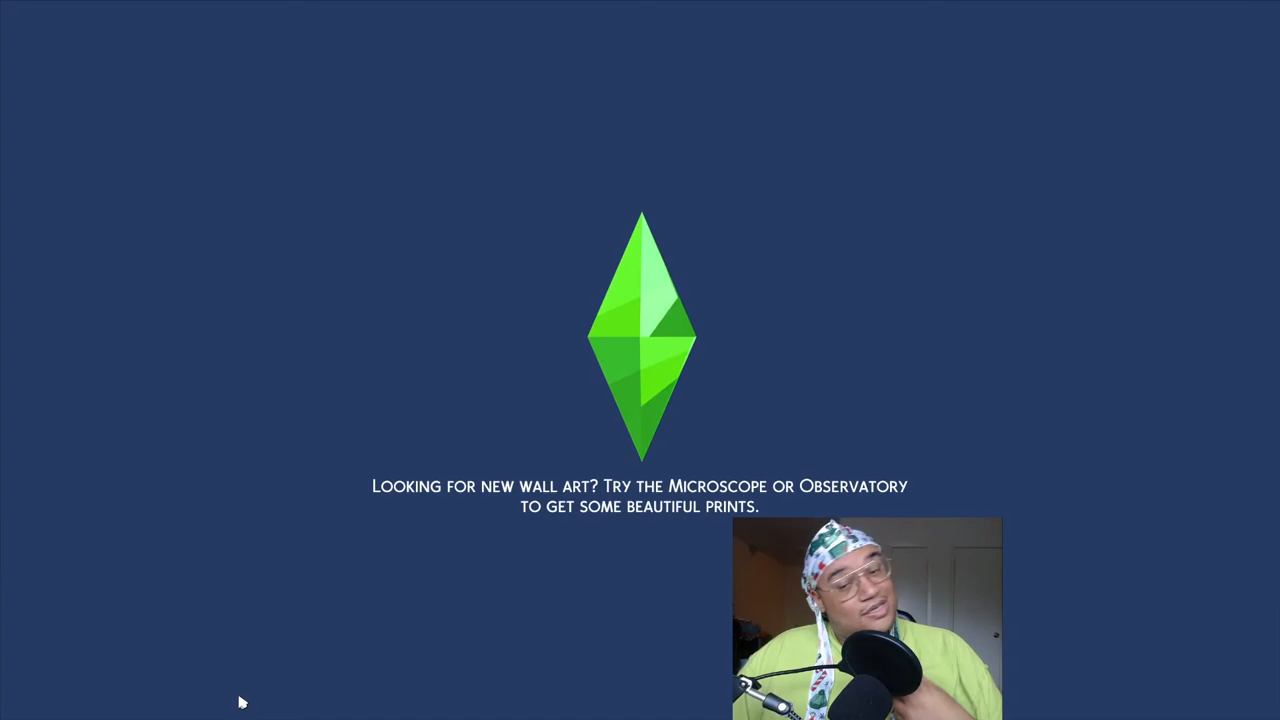 Looking for new wall art? Try the Microscope or Observatory
to get some beautiful prints.